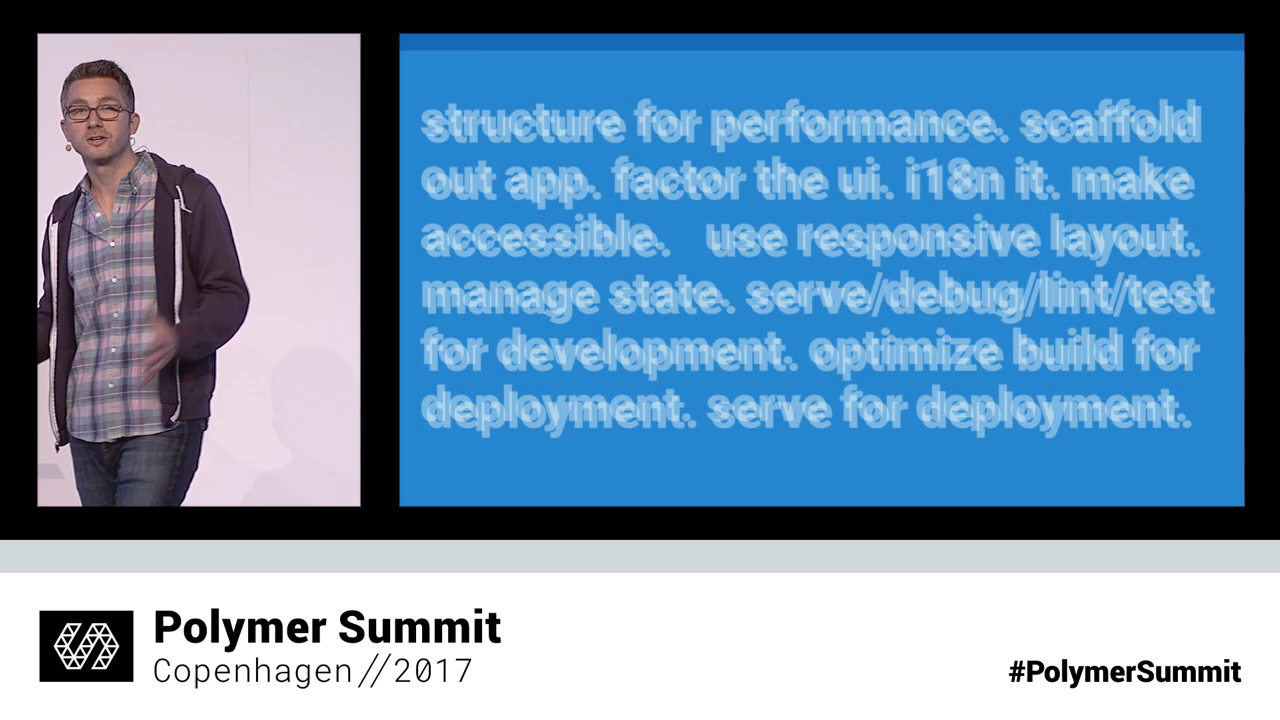 structure for performance. scaffold
out app. factor the ui. i18n it. make
accessible. use responsive layout.
manage state. serve/debug/lint/test
for development. optimize build for
deployment. serve for deployment.
Polymer Summit
Copenhagen//2017
#PolymerSummit